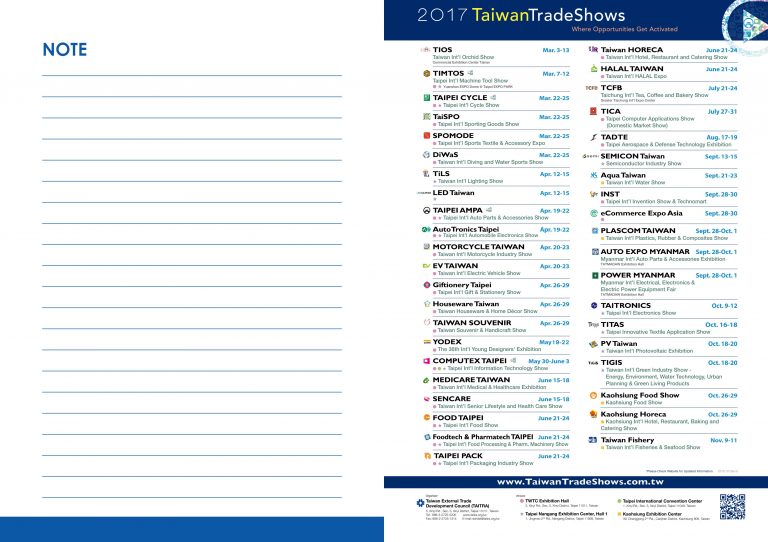 NOTE
2017 TaiwanTradeShows
Where Opportunities Get Activated
TIOS Mar. 3-13
Taiwan Int'l Orchid Show
Commercial Exhibition Center Tainan
TIMTOS Mar. 7-12
Taipei Int'l Machine Tool Show
TAIPEI CYCLE Mar. 22-25
Taipei Int'l Cycle Show
TaiSPO Mar. 22-25
Taipei Int'l Sporting Goods Show
SPOMODE Mar. 22-25
Taipei Int'l Sports Textile & Accessory Expo
DiWaS Mar. 22-25
Taiwan Int'l Diving and Water Sports Show
TiLS Apr. 12-15
Taiwan Int'l Lighting Show
LED Taiwan Apr. 12-15
TAIPEI AMPA Apr. 19-22
Taipei Int'l Auto Parts & Accessories Show
AutoTronics Taipei Apr. 19-22
Taipei Int'l Automobile Electronics Show
MOTORCYCLE TAIWAN Apr. 20-23
Taiwan Int'l Motorcycle Industry Show
EV TAIWAN Apr. 20-23
Taiwan Int'l Electric Vehicle Show
Giftionery Taipei Apr. 26-29
Taipei Int'l Gift & Stationery Show
Houseware Taiwan Apr. 26-29
Taiwan Houseware & Home Décor Show
TAIWAN SOUVENIR Apr. 26-29
Taiwan Souvenir & Handicraft Show
YODEX May19-22
The 36th Int'l Young Designers' Exhibition
COMPUTEX TAIPEI May 30-June 3
Taipei Int'l Information Technology Show
MEDICARE TAIWAN June 15-18
Taiwan Int'l Medical & Healthcare Exhibition
SENCARE June 15-18
Taiwan Int'l Senior Lifestyle and Health Care Show
FOOD TAIPEI June 21-24
Taipei Int'l Food Show
Foodtech & Pharmatech TAIPEI June 21-24
Taipei Int'l Food Processing & Pharm. Machinery Show
TAIPEI PACK June 21-24
Taipei Int'l Packaging Industry Show
Taiwan HORECA June 21-24
Taiwan Int'l Hotel, Restaurant and Catering Show
HALAL TAIWAN June 21-24
Taiwan Int'l HALAL Expo
TCFB July 21-24
Taichung Int'l Tea, Coffee and Bakery Show
Greater Taichung Int'l Expo Center
TICA July 27-31
Taipei Computer Applications Show
(Domestic Market Show)
TADTE Aug. 17-19
Taipei Aerospace & Defense Technology Exhibition
SEMICON Taiwan Sept. 13-15
Semiconductor Industry Show
Aqua Taiwan Sept. 21-23
Taiwan Int'l Water Show
INST Sept. 28-30
Taipei Int'l Invention Show & Technomart
eCommerce Expo Asia Sept. 28-30
PLASCOM TAIWAN Sept. 28-Oct. 1
Taiwan Int'l Plastics, Rubber & Composites Show
AUTO EXPO MYANMAR Sept. 28-Oct. 1
Myanmar Int'l Auto Parts & Accessories Exhibition
TATMADAW Exhibition Hall
POWER MYANMAR Sept. 28-Oct. 1
Myanmar Int'l Electrical, Electronics &
Electric Power Equipment Fair
TATMADAW Exhibition Hall
TAITRONICS Oct. 9-12
Taipei Int'l Electronics Show
TITAS Oct. 16-18
Taipei Innovative Textile Application Show
PV Taiwan Oct. 18-20
Taiwan Int'l Photovoltaic Exhibition
TIGIS Oct. 18-20
Taiwan Int'l Green Industry Show -
Energy, Environment, Water Technology, Urban
Planning & Green Living Products
Kaohsiung Food Show Oct. 26-29
Kaohsiung Food Show
Kaohsiung Horeca Oct. 26-29
Kaohsiung Int'l Hotel, Restaurant, Baking and
Catering Show
Taiwan Fishery Nov. 9-11
Taiwan Int'l Fisheries & Seafood Show
*Please Check Website for Updated Information
www.TaiwanTradeShows.com.tw
Taiwan External Trade
Development Council (TAITRA)
TWTC Exhibition Hall
Taipei Nangang Exhibition Center, Hall 1
Taipei International Convention Center
Kaohsiung Exhibition Center